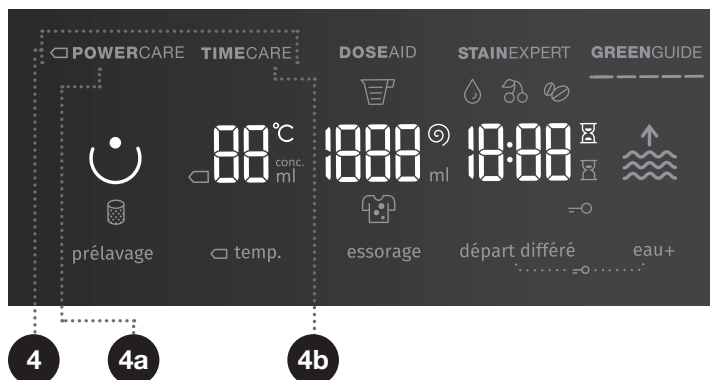 POWERCARE TIMECARE DOSEAID STAINEXPERT GREENGUIDE
88 °C 1888 18:88
conc.
ml ml
prélavage temp. essorage départ différé eau+
4 4a 4b